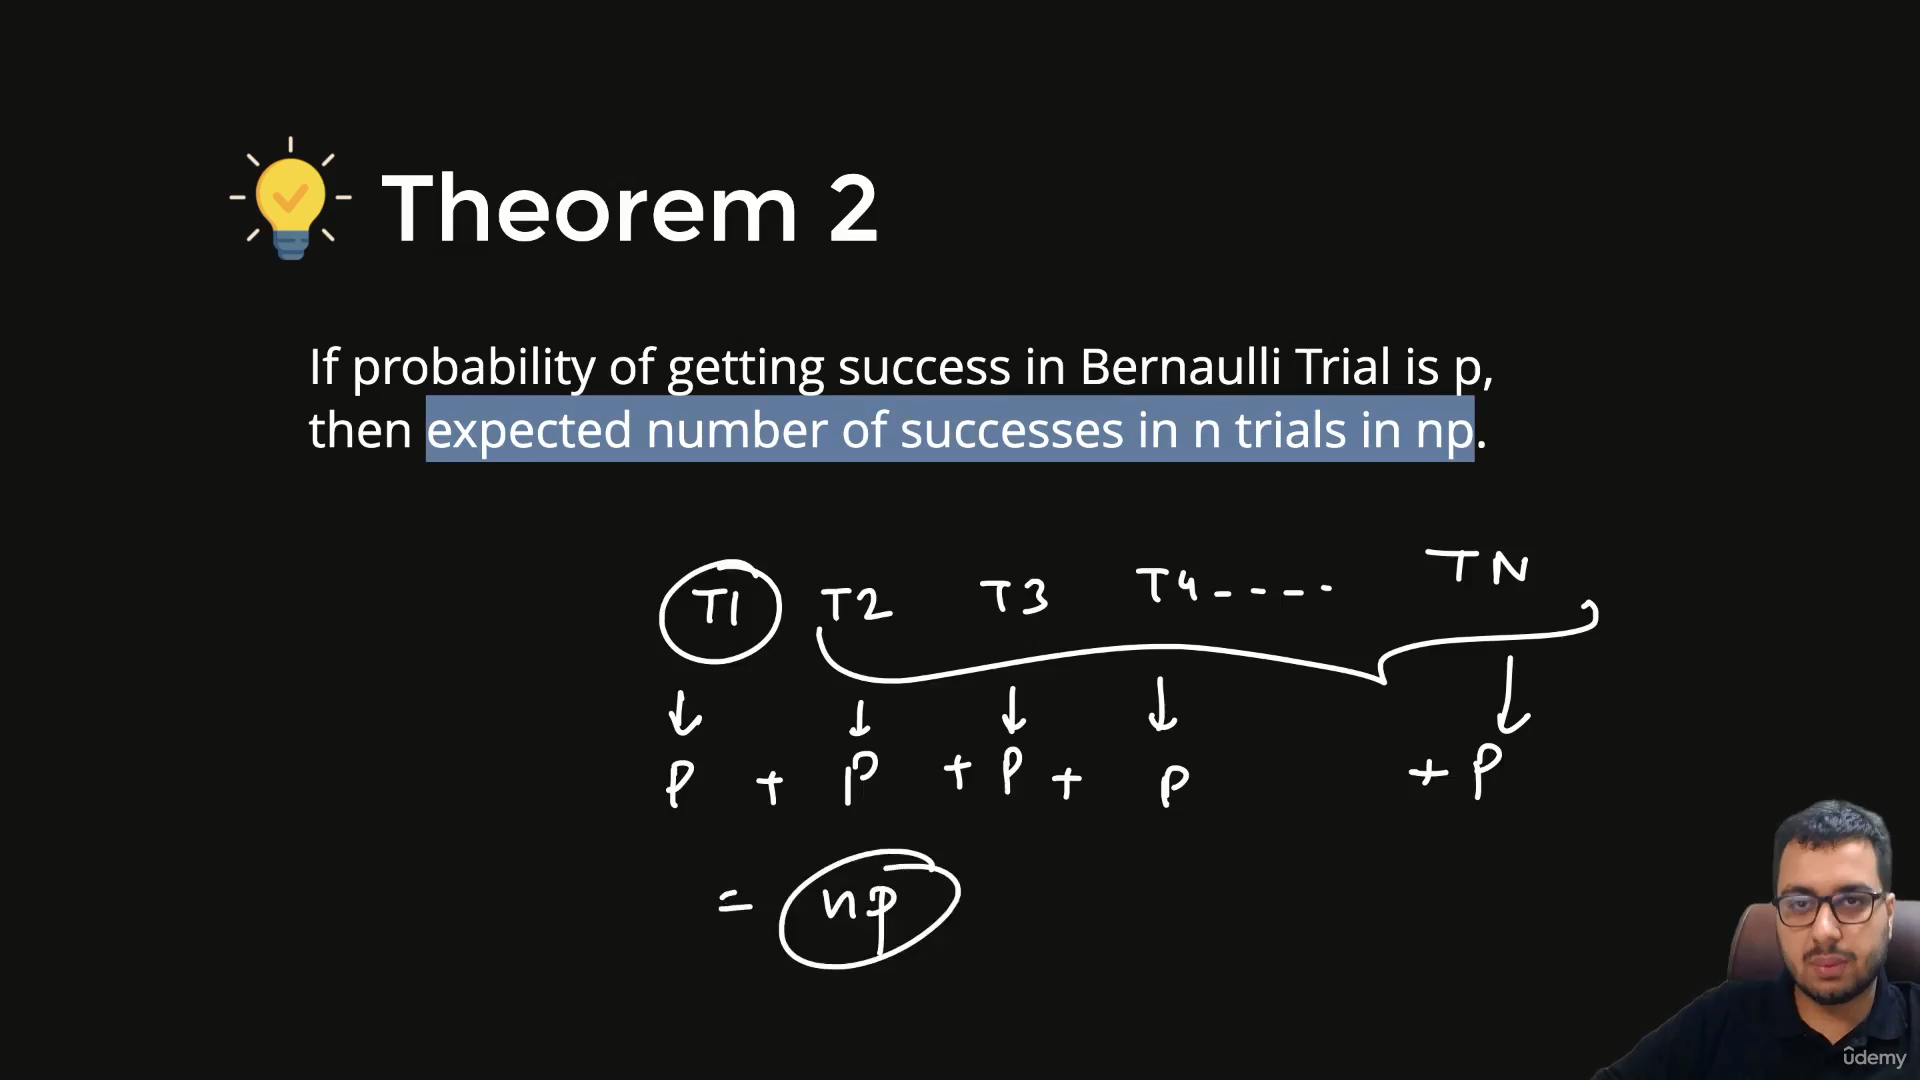 Theorem 2
If probability of getting success in Bernaulli Trial is p,
then expected number of successes in n trials in np.
T1 T2 T3 T4---- TN
P + P + P + P + P
= np
ûdemy